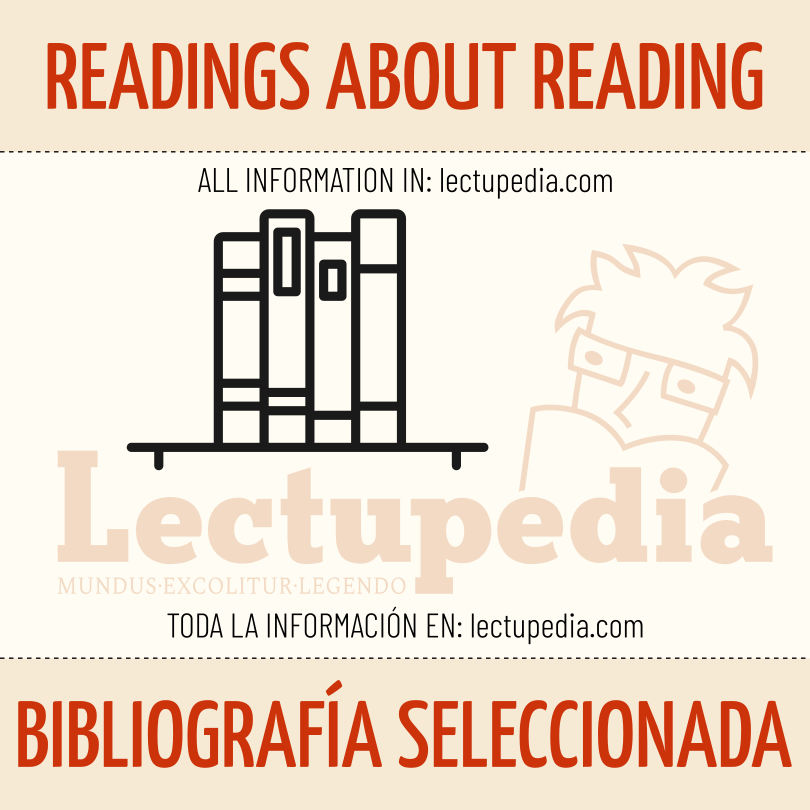 READINGS ABOUT READING
ALL INFORMATION IN: lectupedia.com
Lectupedia
MUNDUS·EXCOLITUR·LEGENDO
TODA LA INFORMACIÓN EN: lectupedia.com
BIBLIOGRAFÍA SELECCIONADA